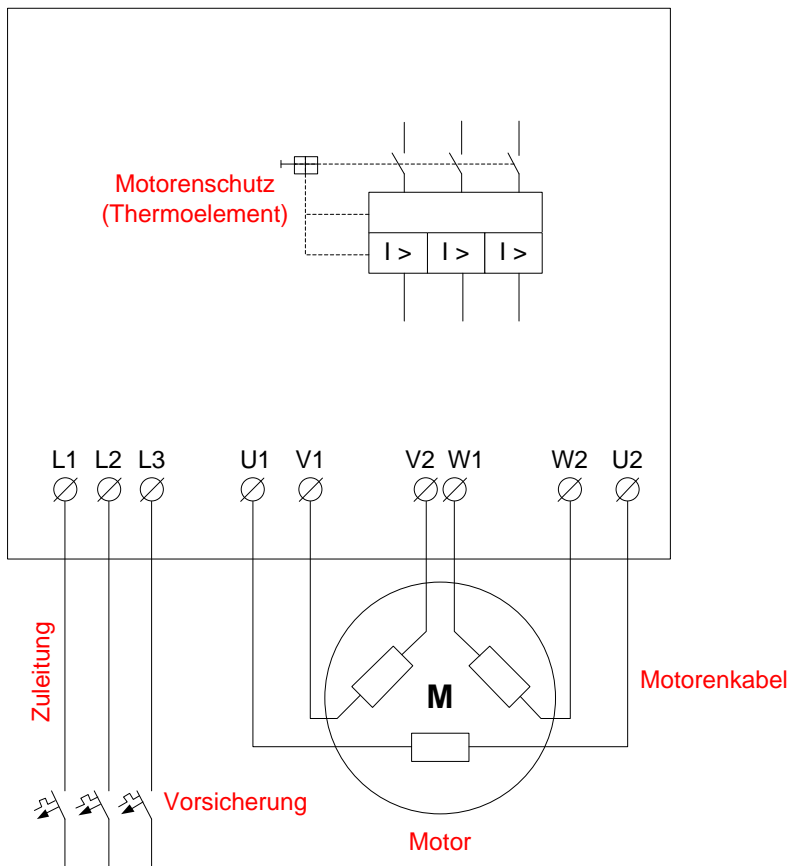 Motorenschutz
(Thermoelement)
I > I > I >
L1 L2 L3 U1 V1 V2 W1 W2 U2
Zuleitung
M
Motorenkabel
Vorsicherung
Motor